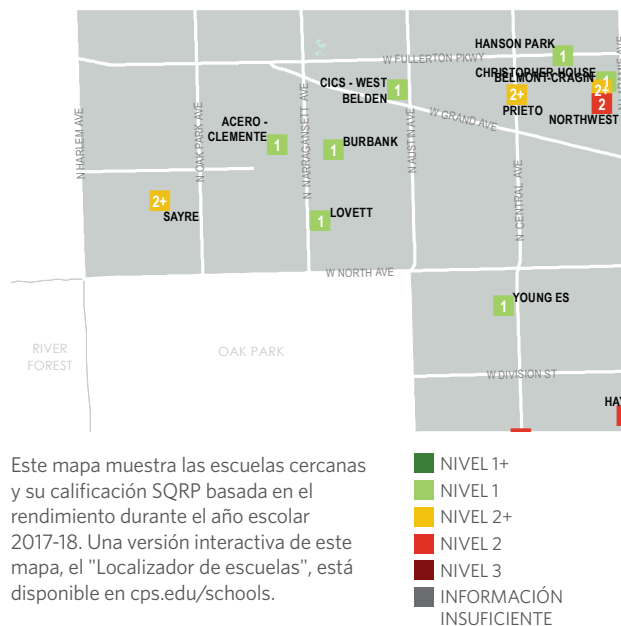 HANSON PARK
1
W FULLERTON PKWY
CHRISTOPHER HOUSE
1
BELMONT-CRAGIN
2+
CICS - WEST
BELDEN
1
2+
PRIETO
2
NORTHWEST
W GRAND AVE
ACERO -
CLEMENTE
1
1
BURBANK
N HARLEM AVE
N OAK PARK AVE
N NARRAGANSETT AVE
N AUSTIN AVE
N CENTRAL AVE
2+
SAYRE
1
LOVETT
W NORTH AVE
1
YOUNG ES
RIVER
FOREST
OAK PARK
W DIVISION ST
Este mapa muestra las escuelas cercanas
y su calificación SQRP basada en el
rendimiento durante el año escolar
2017-18. Una versión interactiva de este
mapa, el "Localizador de escuelas", está
disponible en cps.edu/schools.
NIVEL 1+
NIVEL 1
NIVEL 2+
NIVEL 2
NIVEL 3
INFORMACIÓN
INSUFICIENTE